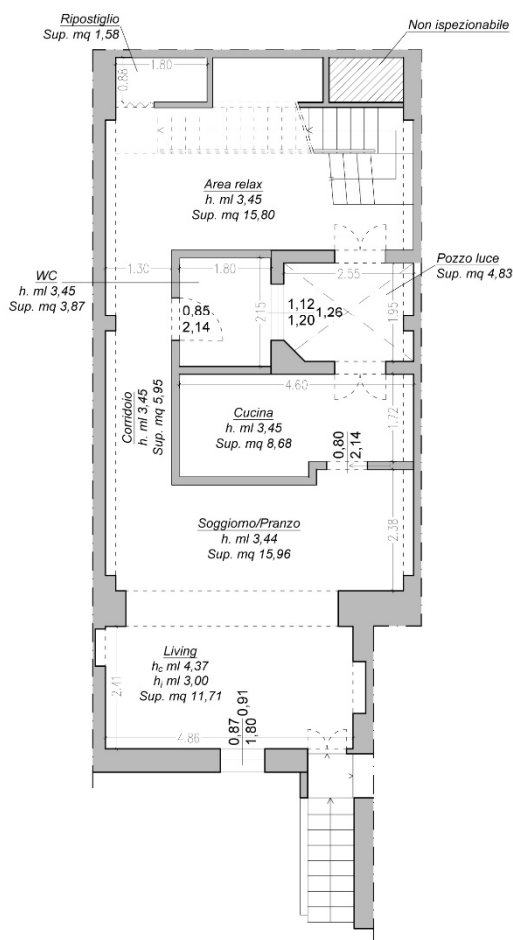 Ripostiglio
Sup. mq 1,58
Non ispezionabile
0.88
1.80
Area relax
h. ml 3,45
Sup. mq 15,80
Pozzo luce
Sup. mq 4,83
WC
h. ml 3,45
Sup. mq 3,87
1.30
1.80
2.55
0,85
2,14
2.15
1,12
1,20
1,26
1.95
4.60
Corridoio
h. ml 3,45
Sup. mq 5,95
Cucina
h. ml 3,45
Sup. mq 8,68
1.72
0,80
2,14
Soggiorno/Pranzo
h. ml 3,44
Sup. mq 15,96
2.38
Living
hc ml 4,37
hi ml 3,00
Sup. mq 11,71
2.41
4.86
0,87
0,91
1,80